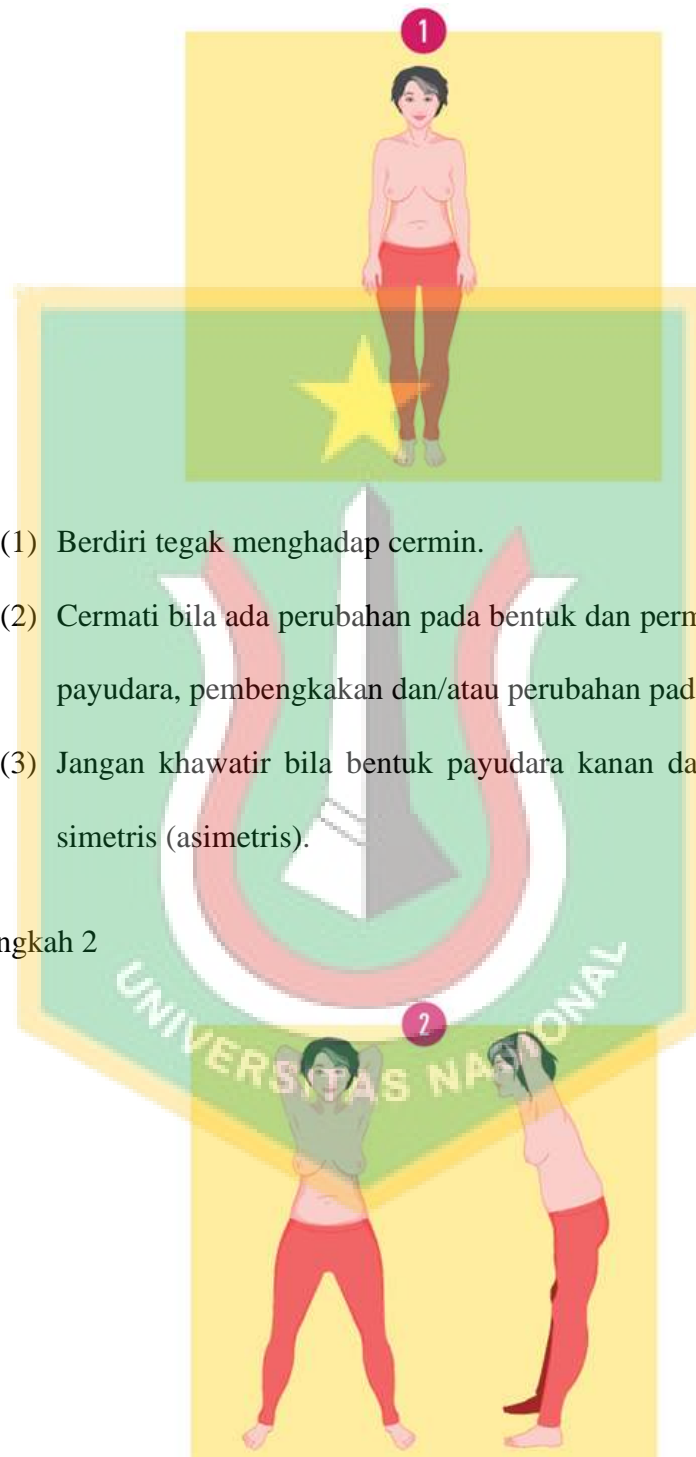 1
(1) Berdiri tegak menghadap cermin.
(2) Cermati bila ada perubahan pada bentuk dan perm
payudara, pembengkakan dan/atau perubahan pad
(3) Jangan khawatir bila bentuk payudara kanan da
simetris (asimetris).
ngkah 2
2
UNIVERSITAS NASIONAL